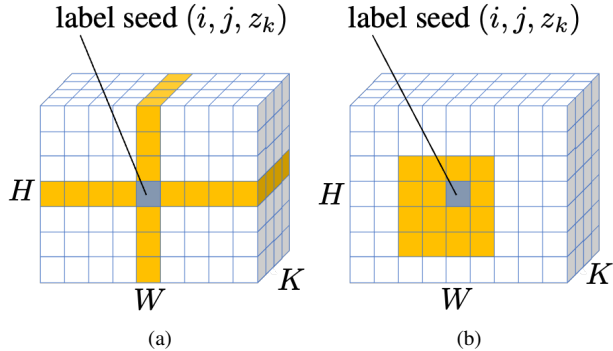 label seed (i, j, z_k)
label seed (i, j, z_k)
H
H
K
K
W
W
(a)
(b)